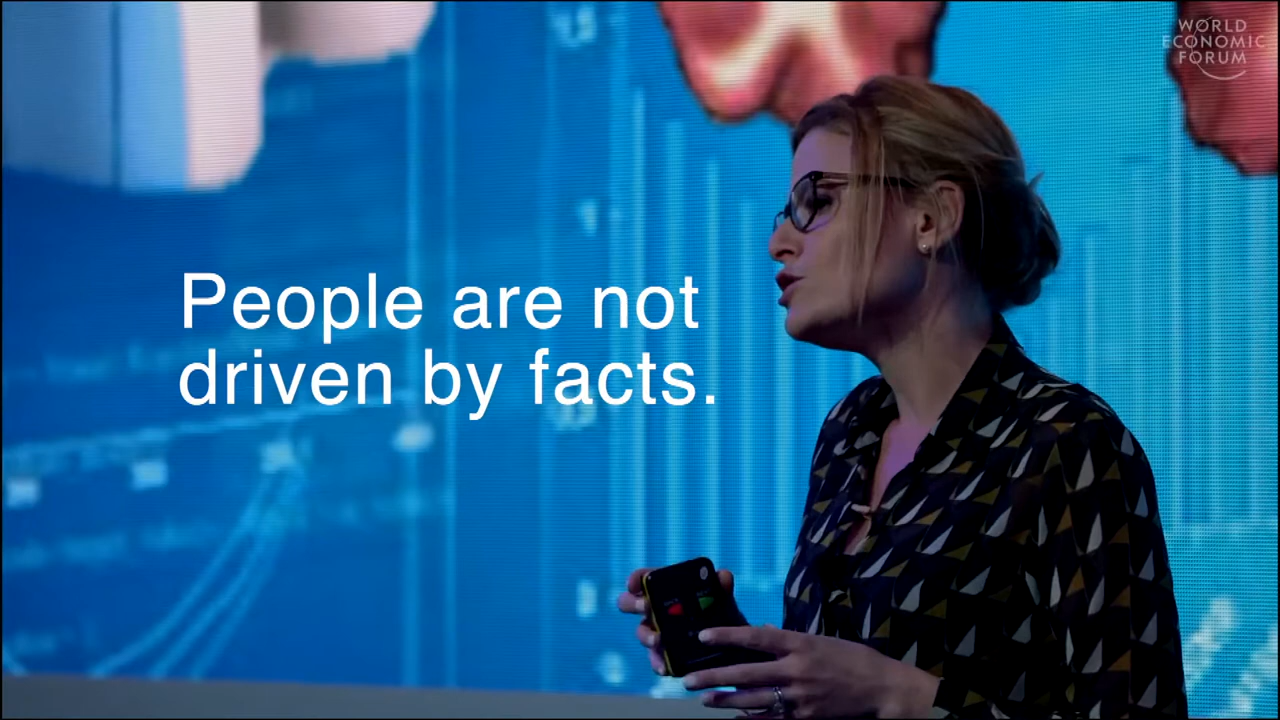 WORLD
ECONOMIC
FORUM
People are not
driven by facts.